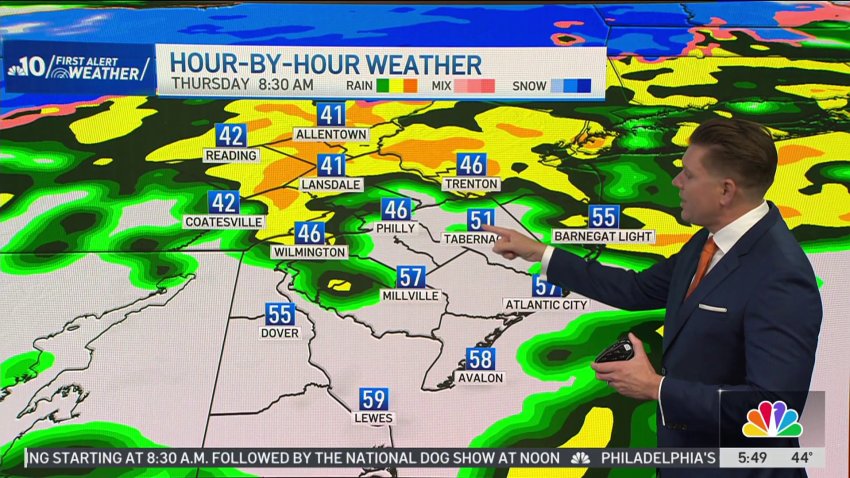 NBC 10 FIRST ALERT WEATHER
HOUR-BY-HOUR WEATHER
THURSDAY 8:30 AM RAIN MIX SNOW
41
ALLENTOWN
42
READING
41
LANSDALE
46
TRENTON
42
COATESVILLE
46
PHILLY
51
TABERNAC
55
BARNEGAT LIGHT
46
WILMINGTON
57
MILLVILLE
57
ATLANTIC CITY
55
DOVER
58
AVALON
59
LEWES
ING STARTING AT 8:30 A.M. FOLLOWED BY THE NATIONAL DOG SHOW AT NOON PHILADELPHIA'S 5:49 44°